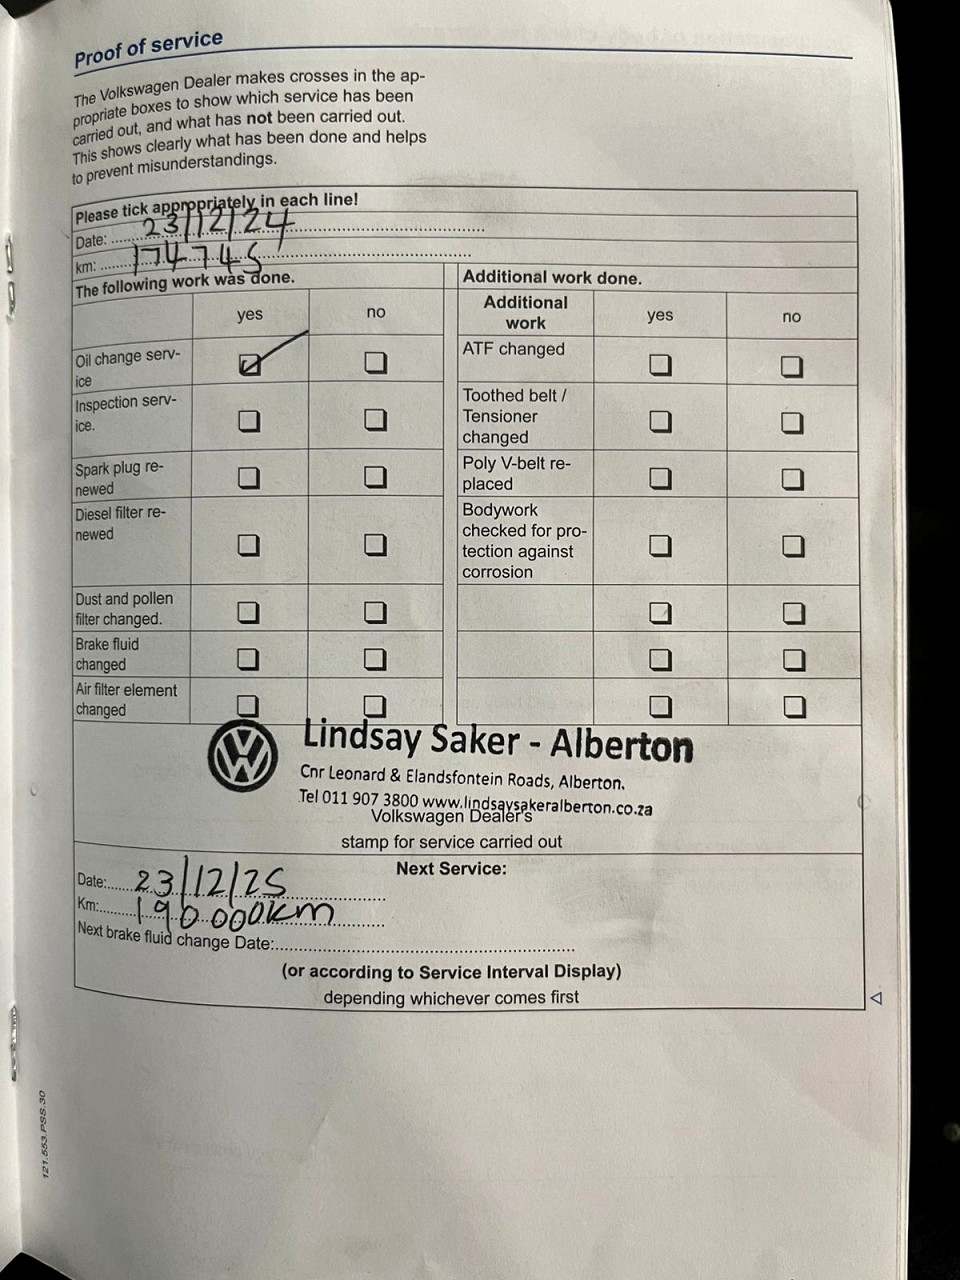 Proof of service
The Volkswagen Dealer makes crosses in the ap-
propriate boxes to show which service has been
carried out, and what has not been carried out.
This shows clearly what has been done and helps
to prevent misunderstandings.
Please tick appropriately in each line!
Date: 23/12/24
km: 174745
The following work was done.
yes
no
Oil change serv-
ice
Inspection serv-
ice.
Spark plug re-
newed
Diesel filter re-
newed
Dust and pollen
filter changed.
Brake fluid
changed
Air filter element
changed
Additional work done.
Additional
work
yes
no
ATF changed
Toothed belt /
Tensioner
changed
Poly V-belt re-
placed
Bodywork
checked for pro-
tection against
corrosion
Lindsay Saker - Alberton
Cnr Leonard & Elandsfontein Roads, Alberton.
Tel 011 907 3800 www.lindsaysakeralberton.co.za
Volkswagen Dealer's
stamp for service carried out
Next Service:
Date: 23/12/25
Km: 190 000km
Next brake fluid change Date:
(or according to Service Interval Display)
depending whichever comes first
121.553.PSS.30